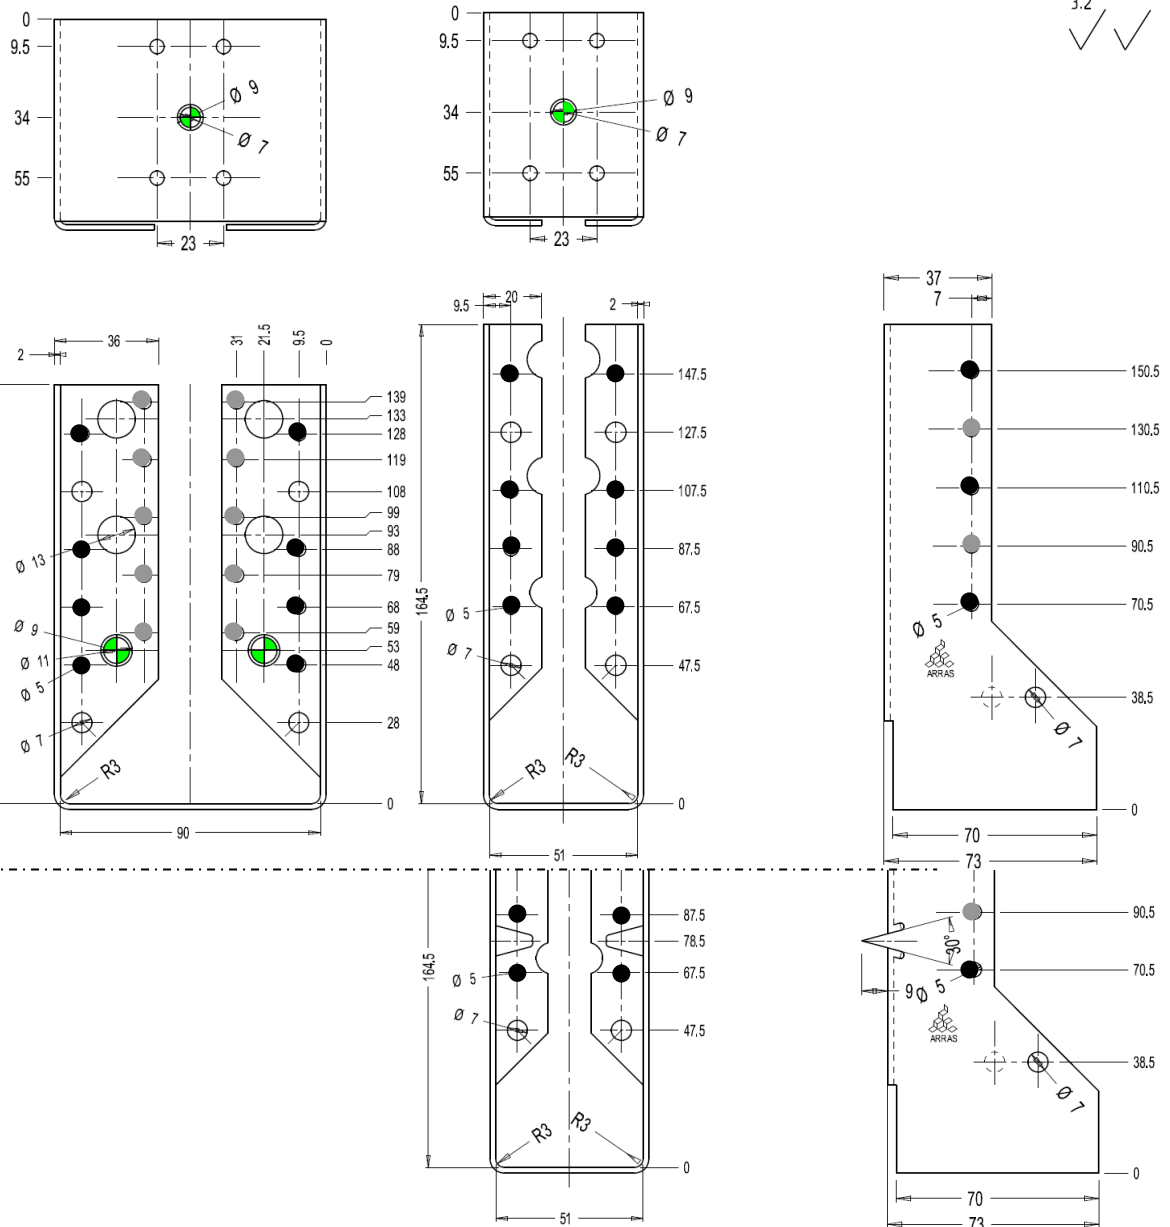 3.2
0
9.5
34
55
Ø 9
Ø 7
23
0
9.5
34
55
Ø 9
Ø 7
23
36
2
31
21.5
9.5
0
139
133
128
119
108
99
93
88
79
68
59
53
48
28
0
Ø 13
Ø 9
Ø 11
Ø 5
Ø 7
R3
90
9.5
20
2
164.5
147.5
127.5
107.5
87.5
67.5
47.5
0
Ø 5
Ø 7
R3
R3
51
37
7
150.5
130.5
110.5
90.5
70.5
38.5
0
Ø 5
ARRAS
Ø 7
70
73
164.5
87.5
78.5
67.5
47.5
0
Ø 5
Ø 7
R3
R3
51
90.5
70.5
38.5
0
30°
9
Ø 5
ARRAS
Ø 7
70
73